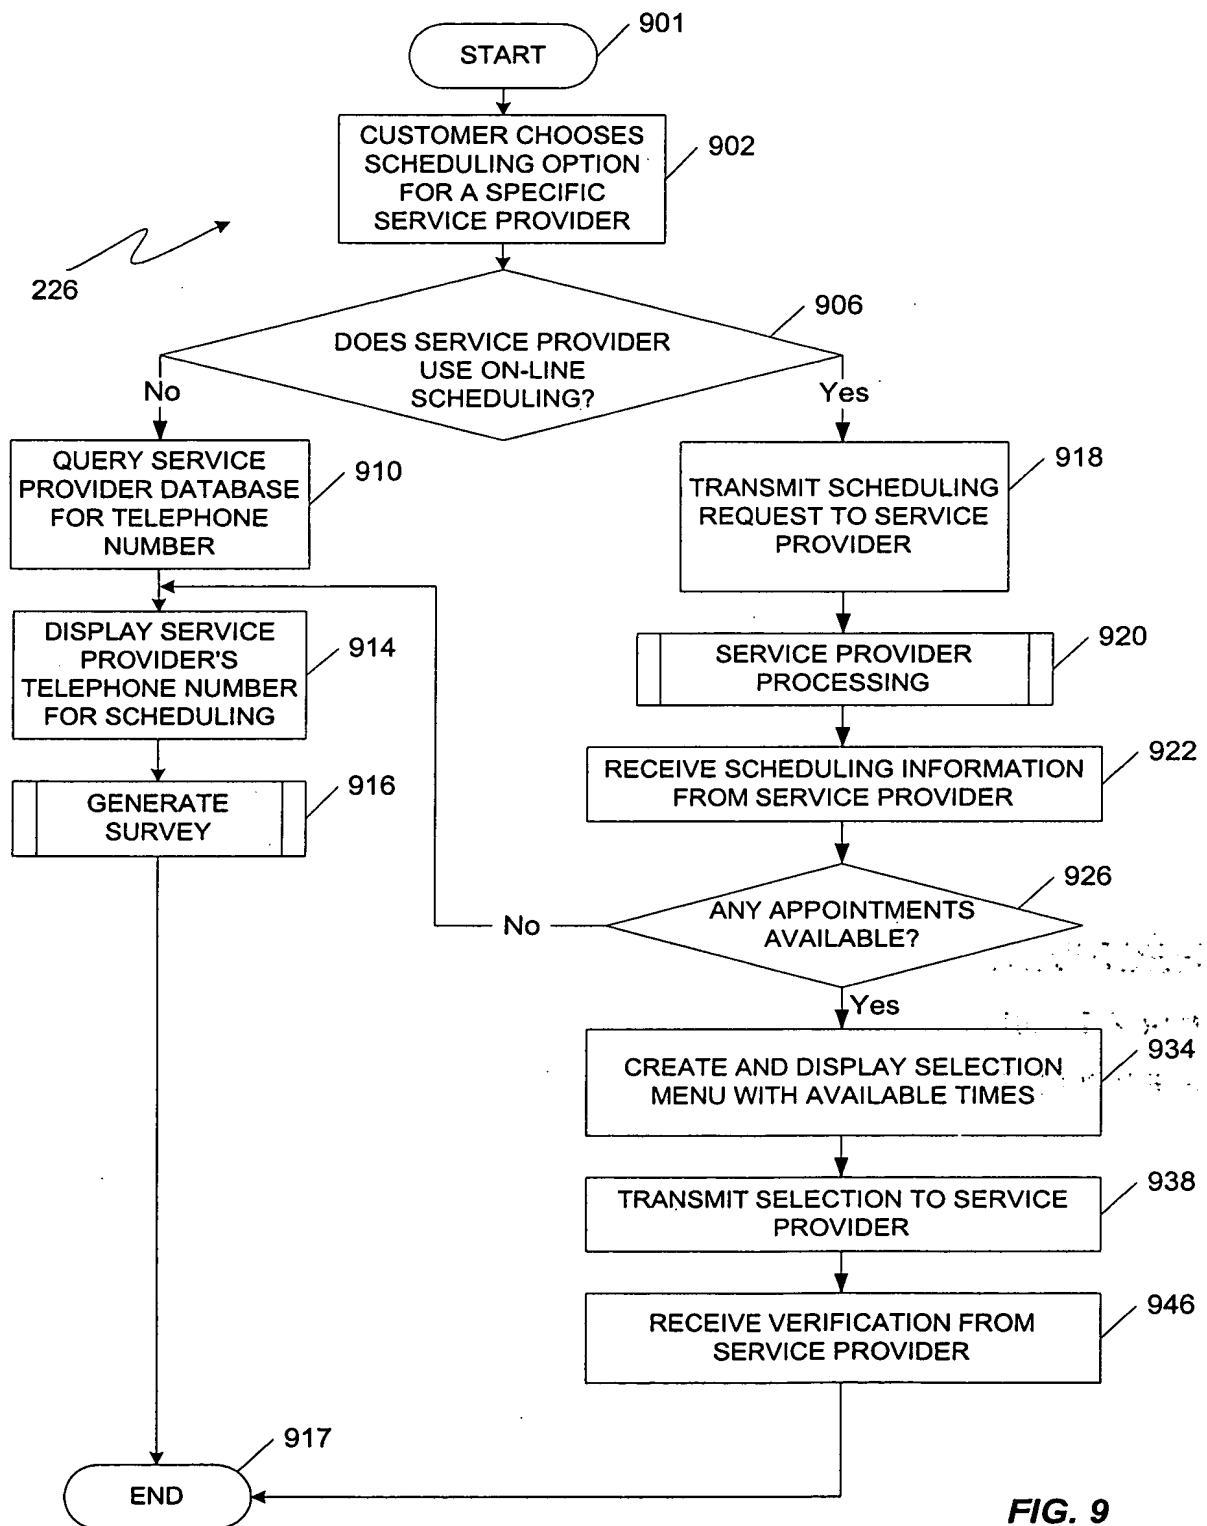 901
START
CUSTOMER CHOOSES
SCHEDULING OPTION
FOR A SPECIFIC
SERVICE PROVIDER
902
226
906
DOES SERVICE PROVIDER
USE ON-LINE
SCHEDULING?
No
Yes
QUERY SERVICE
PROVIDER DATABASE
FOR TELEPHONE
NUMBER
910
TRANSMIT SCHEDULING
REQUEST TO SERVICE
PROVIDER
918
DISPLAY SERVICE
PROVIDER'S
TELEPHONE NUMBER
FOR SCHEDULING
914
SERVICE PROVIDER
PROCESSING
920
RECEIVE SCHEDULING INFORMATION
FROM SERVICE PROVIDER
922
GENERATE
SURVEY
916
ANY APPOINTMENTS
AVAILABLE?
926
No
Yes
CREATE AND DISPLAY SELECTION
MENU WITH AVAILABLE TIMES
934
TRANSMIT SELECTION TO SERVICE
PROVIDER
938
RECEIVE VERIFICATION FROM
SERVICE PROVIDER
946
917
END
FIG. 9